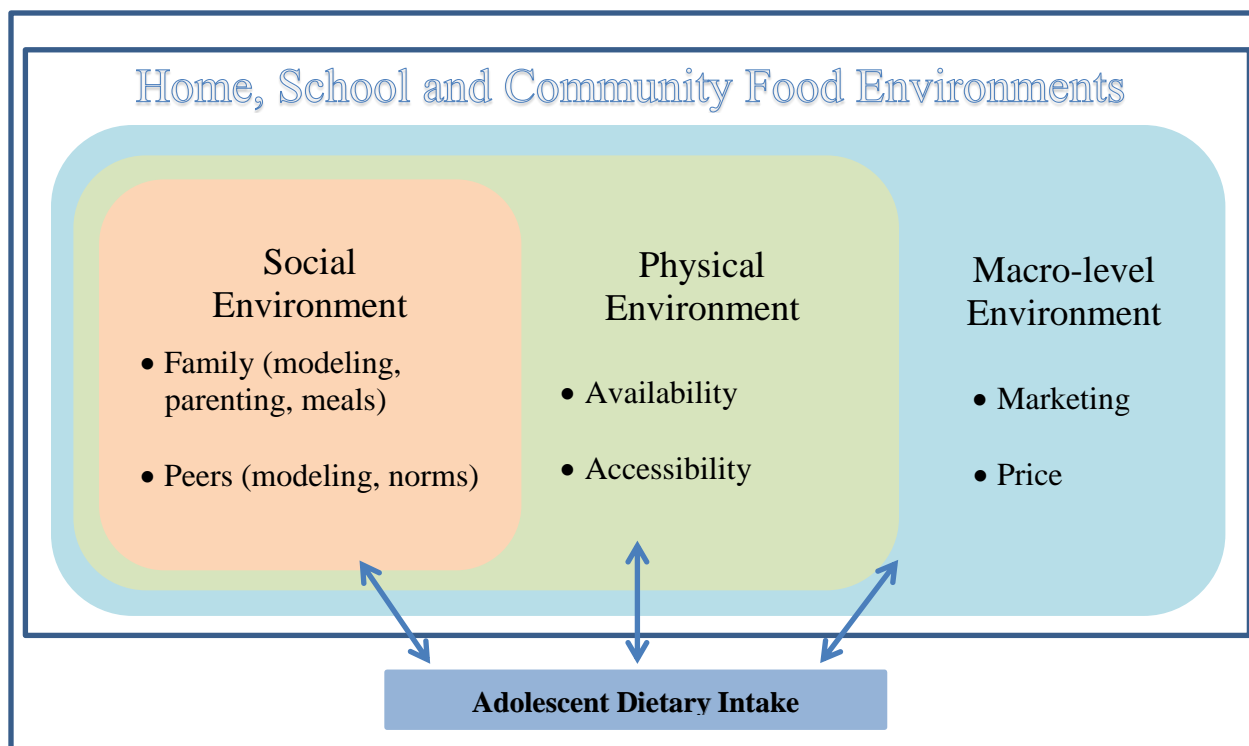 Home, School and Community Food Environments
Social
Environment
• Family (modeling,
parenting, meals)
• Peers (modeling, norms)
Physical
Environment
• Availability
• Accessibility
Macro-level
Environment
• Marketing
• Price
Adolescent Dietary Intake